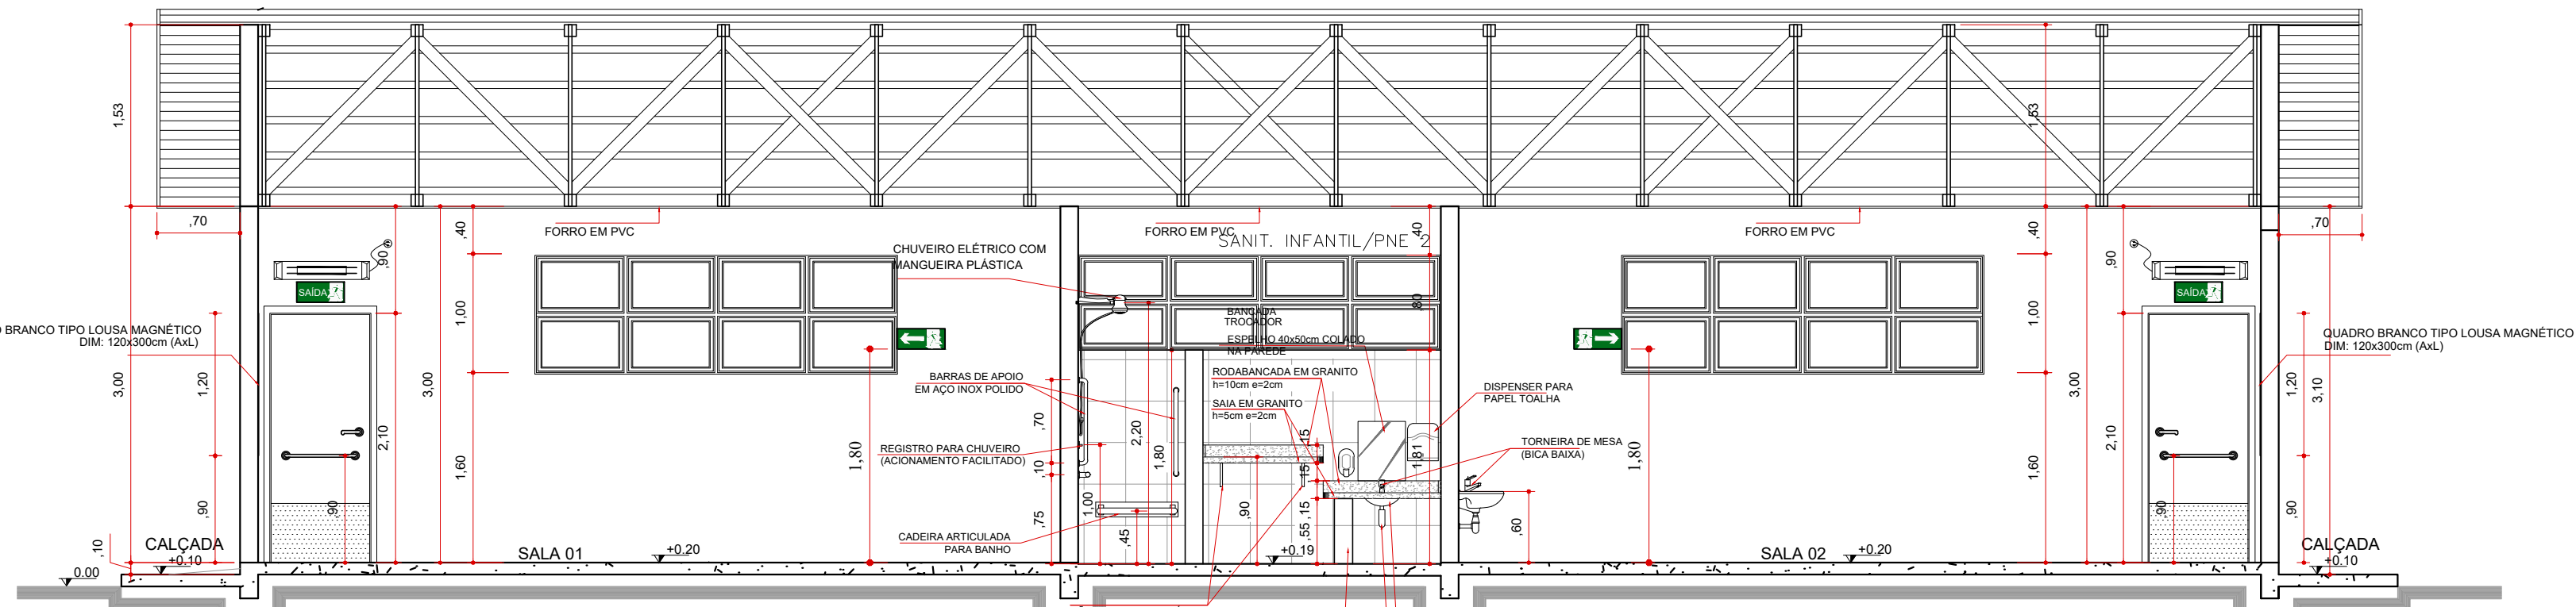 1,53
1,53
,70
,70
FORRO EM PVC
FORRO EM PVC
FORRO EM PVC
SANIT. INFANTIL/PNE 2
CHUVEIRO ELÉTRICO COM
MANGUEIRA PLÁSTICA
,40
,40
,40
,90
,90
SAÍDA
SAÍDA
O BRANCO TIPO LOUSA MAGNÉTICO
DIM: 120x300cm (AxL)
QUADRO BRANCO TIPO LOUSA MAGNÉTICO
DIM: 120x300cm (AxL)
1,00
,80
1,00
BANCADA
TROCADOR
ESPELHO 40x50cm COLADO
NA PAREDE
RODABANCADA EM GRANITO
h=10cm e=2cm
SAIA EM GRANITO
h=5cm e=2cm
DISPENSER PARA
PAPEL TOALHA
TORNEIRA DE MESA
(BICA BAIXA)
BARRAS DE APOIO
EM AÇO INOX POLIDO
REGISTRO PARA CHUVEIRO
(ACIONAMENTO FACILITADO)
CADEIRA ARTICULADA
PARA BANHO
3,00
1,20
3,00
2,10
1,60
1,80
,70
,10
,75
1,00
2,20
1,80
,45
,90
,15
,15
,15
,55
1,81
,60
1,80
1,60
3,00
2,10
1,20
3,10
,90
,90
,90
,90
,10
CALÇADA
+0.10
0.00
SALA 01
+0.20
+0.19
SALA 02
+0.20
CALÇADA
+0.10